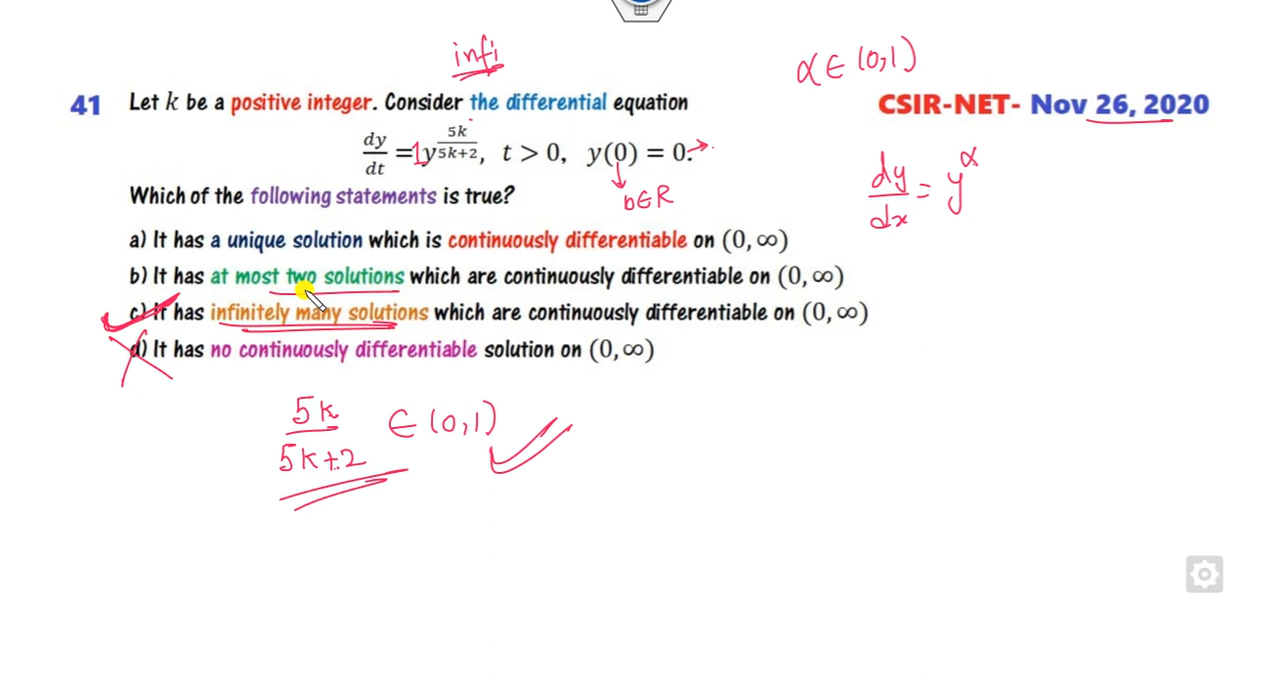 infi
α ∈ (0,1)
41 Let k be a positive integer. Consider the differential equation
CSIR-NET- Nov 26, 2020
dy/dt = 1y^(5k/(5k+2)), t > 0, y(0) = 0. →
b∈R
dy/dx = y^α
Which of the following statements is true?
a) It has a unique solution which is continuously differentiable on (0, ∞)
b) It has at most two solutions which are continuously differentiable on (0, ∞)
c) It has infinitely many solutions which are continuously differentiable on (0, ∞)
d) It has no continuously differentiable solution on (0, ∞)
5k/(5k+2) ∈ (0,1)